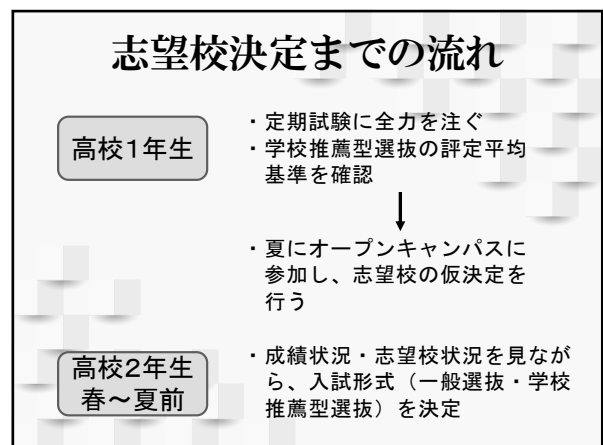 志望校決定までの流れ
高校1年生
・定期試験に全力を注ぐ
・学校推薦型選抜の評定平均
基準を確認
・夏にオープンキャンパスに
参加し、志望校の仮決定を
行う
高校2年生
春～夏前
・成績状況・志望校状況を見なが
ら、入試形式（一般選抜・学校
推薦型選抜）を決定